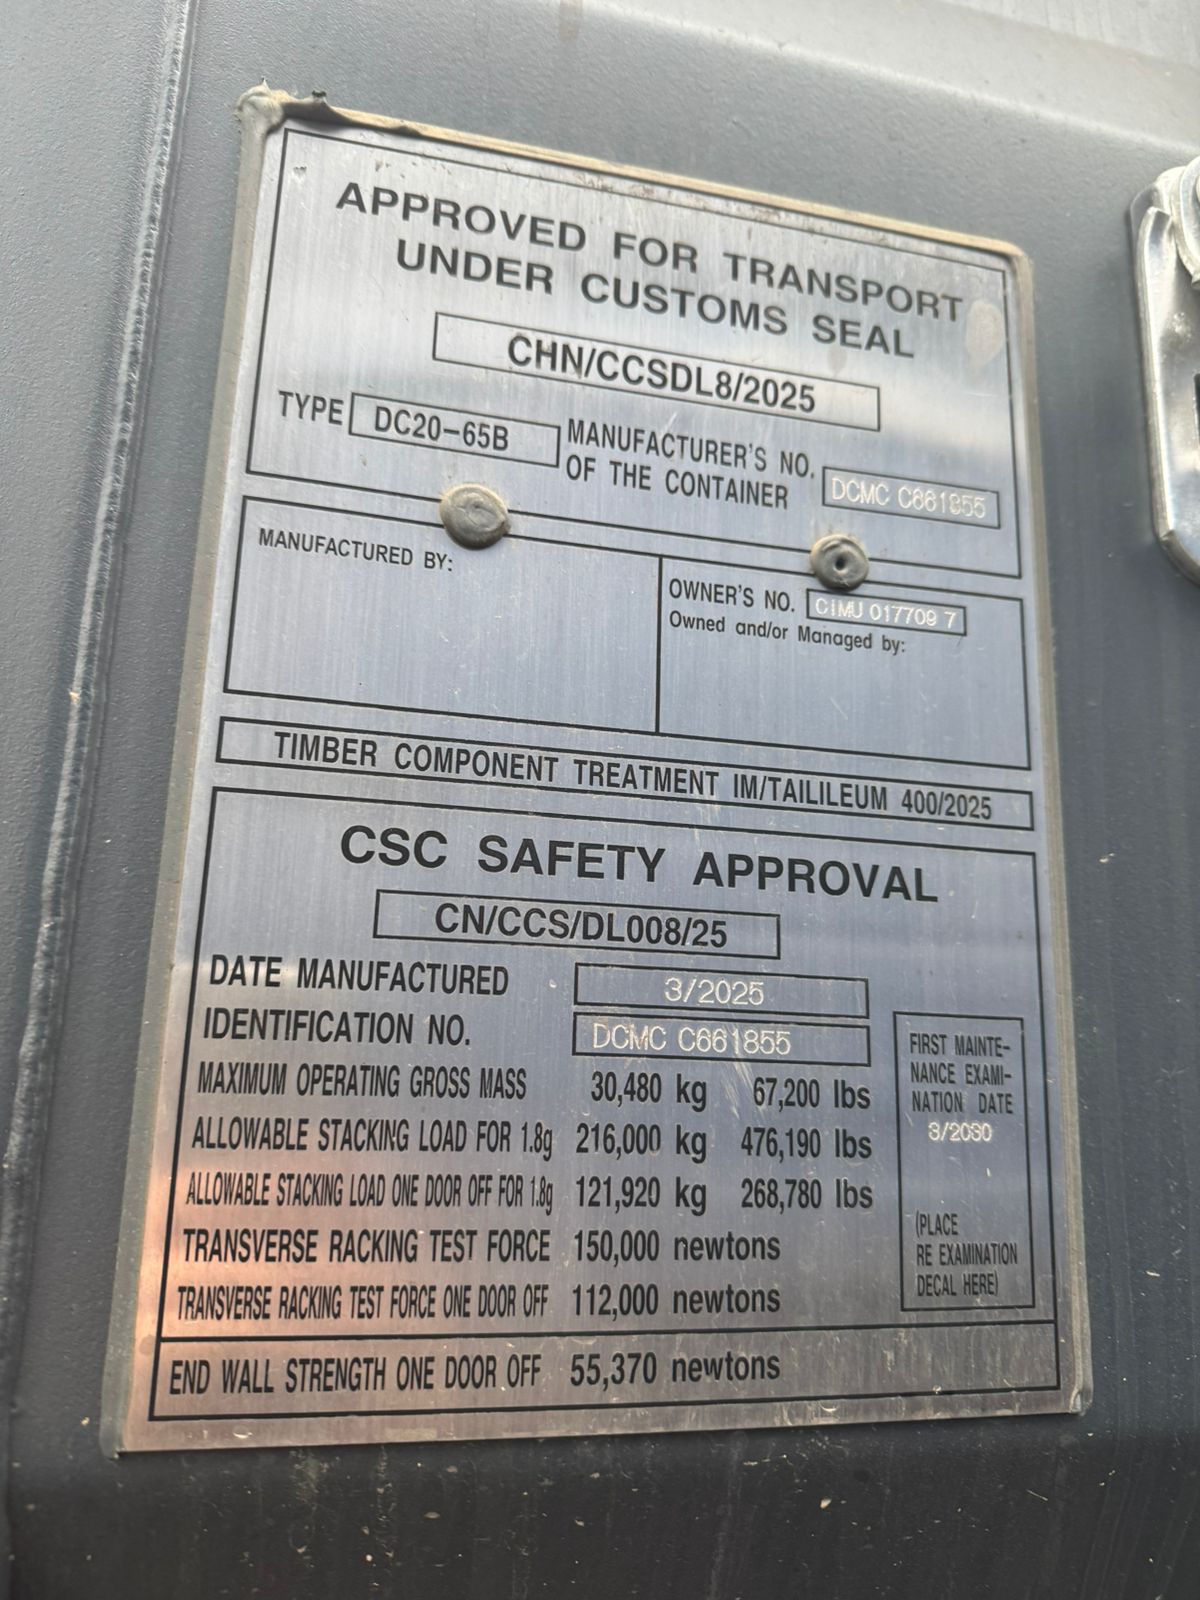 APPROVED FOR TRANSPORT
UNDER CUSTOMS SEAL
CHN/CCSDL8/2025
TYPE DC20-65B
MANUFACTURER'S NO.
OF THE CONTAINER
DCMC C661855
MANUFACTURED BY:
OWNER'S NO. CIMU 017709 7
Owned and/or Managed by:
TIMBER COMPONENT TREATMENT IM/TAILILEUM 400/2025
CSC SAFETY APPROVAL
CN/CCS/DL008/25
DATE MANUFACTURED 3/2025
IDENTIFICATION NO. DCMC C661855
MAXIMUM OPERATING GROSS MASS 30,480 kg 67,200 lbs
ALLOWABLE STACKING LOAD FOR 1.8g 216,000 kg 476,190 lbs
ALLOWABLE STACKING LOAD ONE DOOR OFF FOR 1.8g 121,920 kg 268,780 lbs
TRANSVERSE RACKING TEST FORCE 150,000 newtons
TRANSVERSE RACKING TEST FORCE ONE DOOR OFF 112,000 newtons
END WALL STRENGTH ONE DOOR OFF 55,370 newtons
FIRST MAINTE-
NANCE EXAMI-
NATION DATE
3/2030
(PLACE
RE EXAMINATION
DECAL HERE)